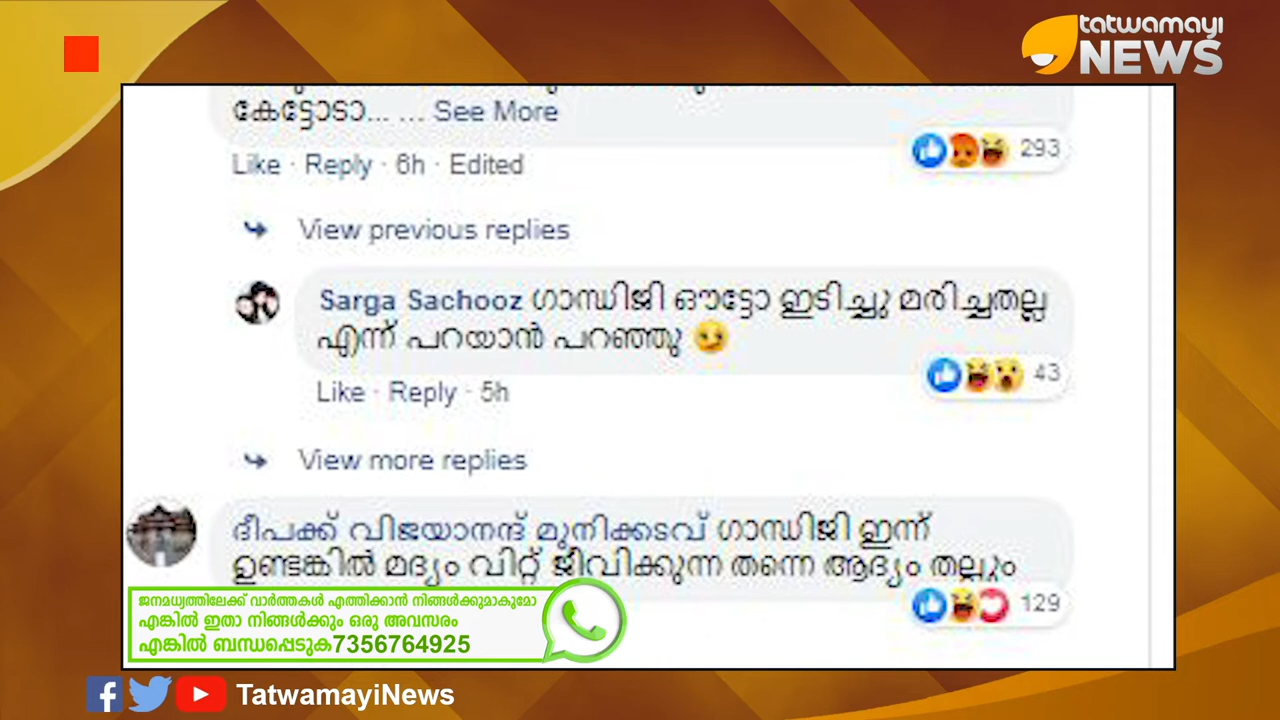 tatwamayi
NEWS
കേട്ടോടാ... ... See More
293
Like · Reply · 6h · Edited
View previous replies
Sarga Sachooz ഗാന്ധിജി ഔട്ടോ ഇടിച്ചു മരിച്ചതല്ല
എന്ന് പറയാൻ പറഞ്ഞു 😏
43
Like · Reply · 5h
View more replies
ദീപക്ക് വിജയാനന്ദ് മുനിക്കടവ് ഗാന്ധിജി ഇന്ന്
ഉണ്ടങ്കിൽ മദ്യം വിറ്റ് ജീവിക്കുന്ന തന്നെ ആദ്യം തല്ലും
129
ജനമധ്യത്തിലേക്ക് വാർത്തകൾ എത്തിക്കാൻ നിങ്ങൾക്കുമാകുമോ
എങ്കിൽ ഇതാ നിങ്ങൾക്കും ഒരു അവസരം
എങ്കിൽ ബന്ധപ്പെടുക7356764925
TatwamayiNews